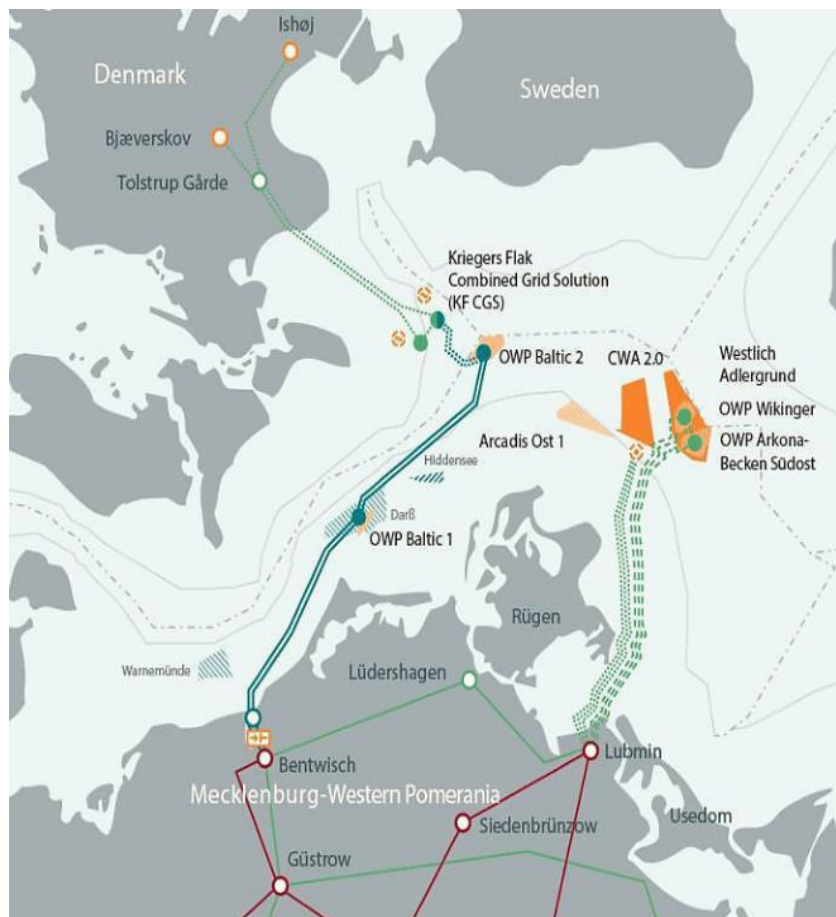 Ishøj
Denmark
Sweden
Bjæverskov
Tolstrup Gårde
Kriegers Flak
Combined Grid Solution
(KF CGS)
OWP Baltic 2
CWA 2.0
Westlich
Adlergrund
OWP Wikinger
Arcadis Ost 1
OWP Arkona-
Becken Südost
Hiddensee
Darß
OWP Baltic 1
Rügen
Warnemünde
Lüdershagen
Bentwisch
Lubmin
Mecklenburg-Western Pomerania
Usedom
Siedenbrünzow
Güstrow